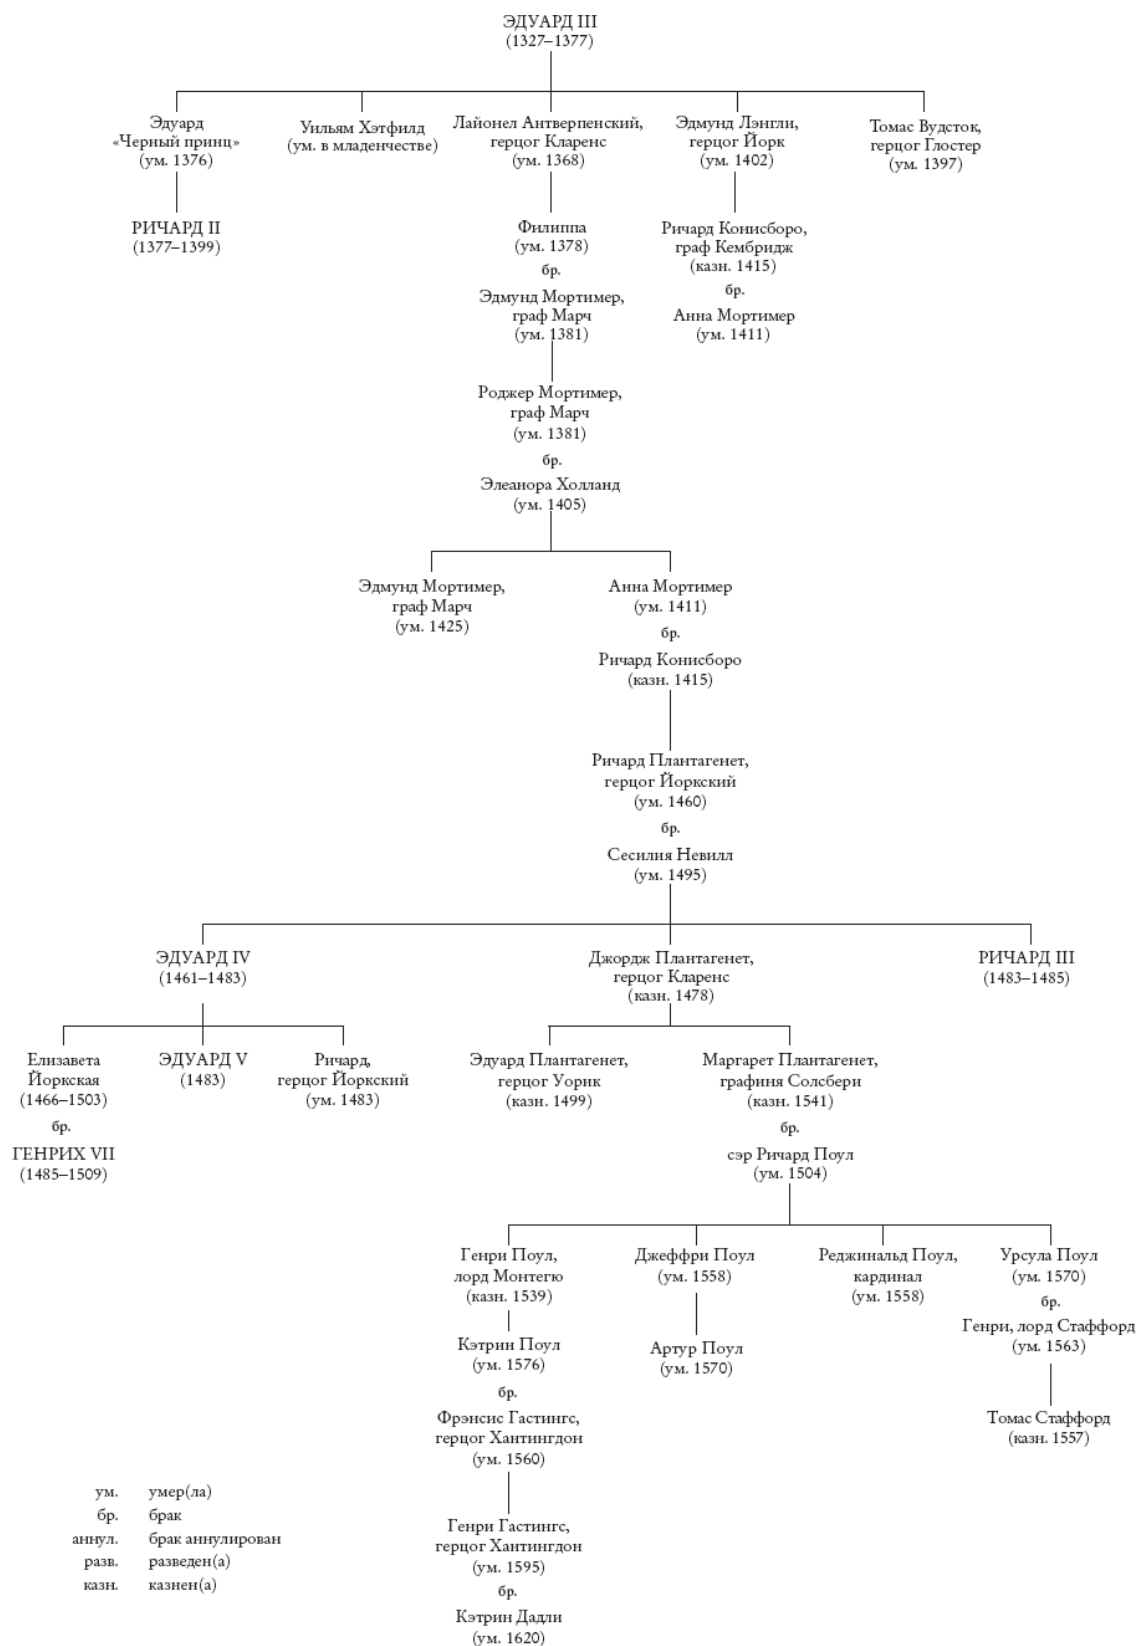 ЭДУАРД III
(1327–1377)
Эдуард
«Черный принц»
(ум. 1376)
Уильям Хэтфилд
(ум. в младенчестве)
Лайонел Антверпенский,
герцог Кларенс
(ум. 1368)
Эдмунд Лэнгли,
герцог Йорк
(ум. 1402)
Томас Вудсток,
герцог Глостер
(ум. 1397)
РИЧАРД II
(1377–1399)
Филиппа
(ум. 1378)
бр.
Эдмунд Мортимер,
граф Марч
(ум. 1381)
Ричард Конисборо,
граф Кембридж
(казн. 1415)
бр.
Анна Мортимер
(ум. 1411)
Роджер Мортимер,
граф Марч
(ум. 1381)
бр.
Элеанора Холланд
(ум. 1405)
Эдмунд Мортимер,
граф Марч
(ум. 1425)
Анна Мортимер
(ум. 1411)
бр.
Ричард Конисборо
(казн. 1415)
Ричард Плантагенет,
герцог Йоркский
(ум. 1460)
бр.
Сесилия Невилл
(ум. 1495)
ЭДУАРД IV
(1461–1483)
Джордж Плантагенет,
герцог Кларенс
(казн. 1478)
РИЧАРД III
(1483–1485)
Елизавета
Йоркская
(1466–1503)
бр.
ГЕНРИХ VII
(1485–1509)
ЭДУАРД V
(1483)
Ричард,
герцог Йоркский
(ум. 1483)
Эдуард Плантагенет,
герцог Уорик
(казн. 1499)
Маргарет Плантагенет,
графиня Солсбери
(казн. 1541)
бр.
сэр Ричард Поул
(ум. 1504)
Генри Поул,
лорд Монтегю
(казн. 1539)
Джеффри Поул
(ум. 1558)
Реджинальд Поул,
кардинал
(ум. 1558)
Урсула Поул
(ум. 1570)
бр.
Генри, лорд Стаффорд
(ум. 1563)
Кэтрин Поул
(ум. 1576)
бр.
Фрэнсис Гастингс,
герцог Хантингдон
(ум. 1560)
Артур Поул
(ум. 1570)
Томас Стаффорд
(казн. 1557)
Генри Гастингс,
герцог Хантингдон
(ум. 1595)
бр.
Кэтрин Дадли
(ум. 1620)
ум. умер(ла)
бр. брак
аннул. брак аннулирован
разв. разведен(а)
казн. казнен(а)